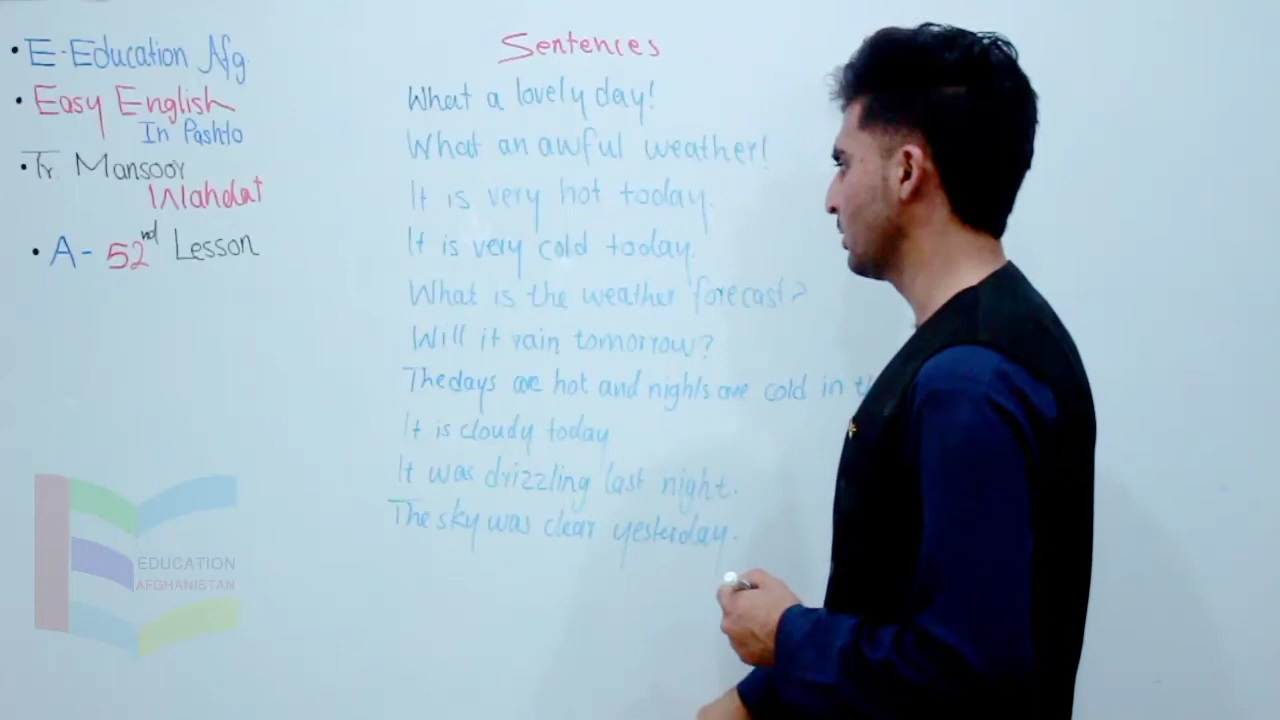 • E-Education Afg.
• Easy English
In Pashto
• Tr. Mansoor
Wahdat
• A- 52nd Lesson
Sentences
What a lovely day!
What an awful weather!
It is very hot today.
It is very cold today.
What is the weather forecast?
Will it rain tomorrow?
The days are hot and nights are cold in
It is cloudy today
It was drizzling last night.
The sky was clear yesterday.
EDUCATION
AFGHANISTAN